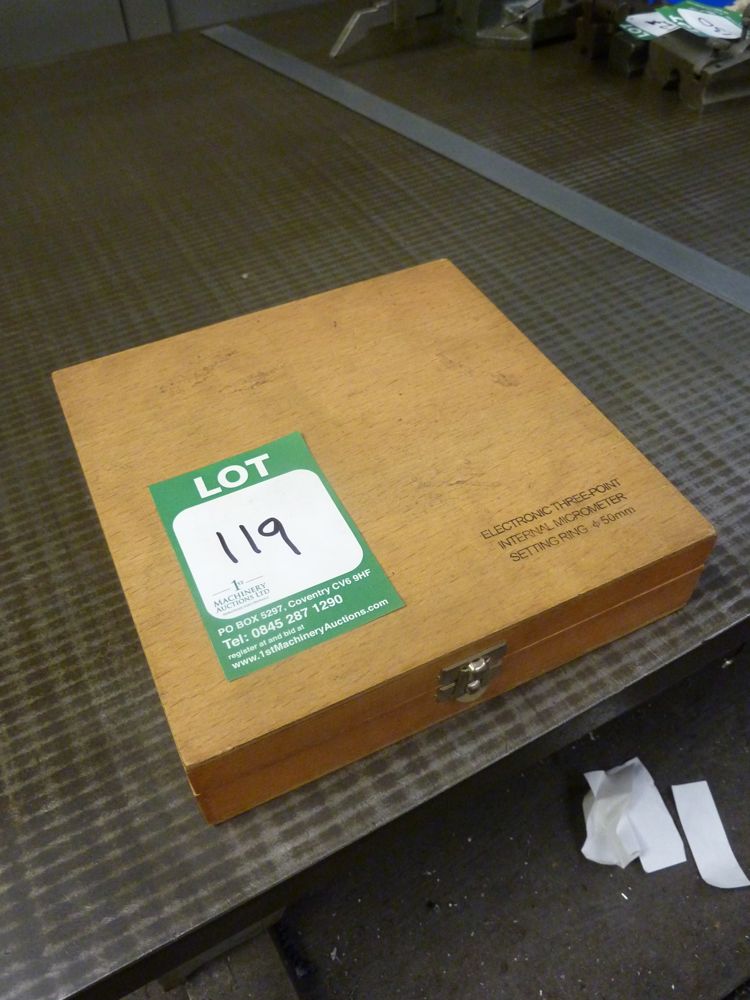 LOT
119
1st
MACHINERY
AUCTIONS LTD
PO BOX 5297, Coventry CV6 9HF
Tel: 0845 287 1290
register at and bid at
www.1stMachineryAuctions.com
ELECTRONIC THREE-POINT
INTERNAL MICROMETER
SETTING RING ϕ50mm